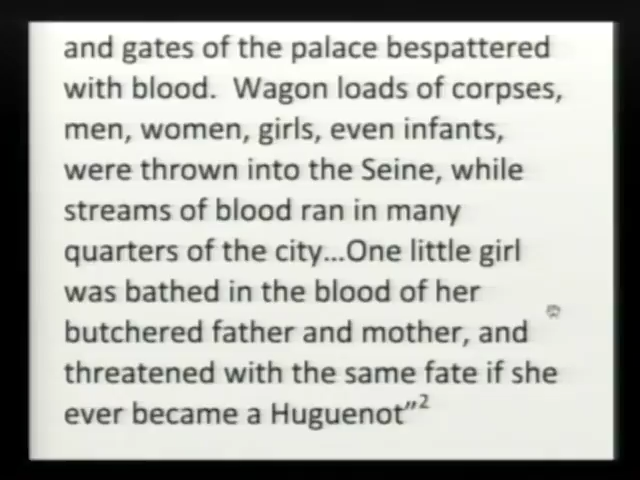 and gates of the palace bespattered
with blood.  Wagon loads of corpses,
men, women, girls, even infants,
were thrown into the Seine, while
streams of blood ran in many
quarters of the city...One little girl
was bathed in the blood of her
butchered father and mother, and
threatened with the same fate if she
ever became a Huguenot”²